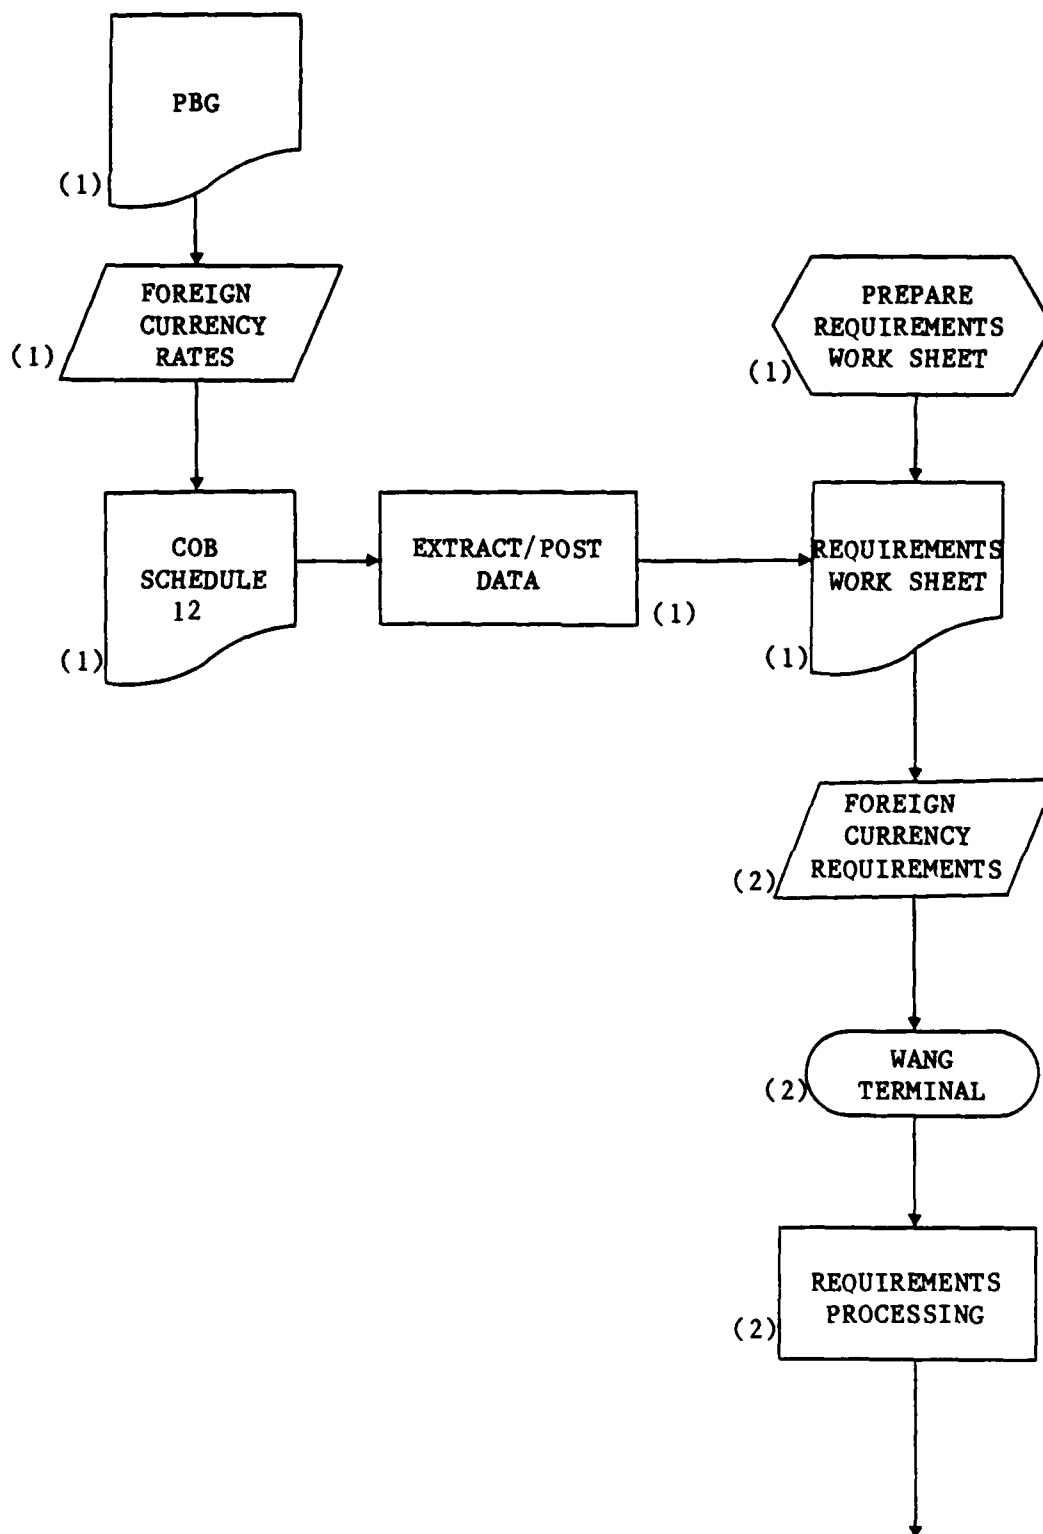 PBG
(1)
FOREIGN
CURRENCY
RATES
(1)
PREPARE
REQUIREMENTS
WORK SHEET
(1)
COB
SCHEDULE
12
(1)
EXTRACT/POST
DATA
(1)
REQUIREMENTS
WORK SHEET
(1)
FOREIGN
CURRENCY
REQUIREMENTS
(2)
WANG
TERMINAL
(2)
REQUIREMENTS
PROCESSING
(2)